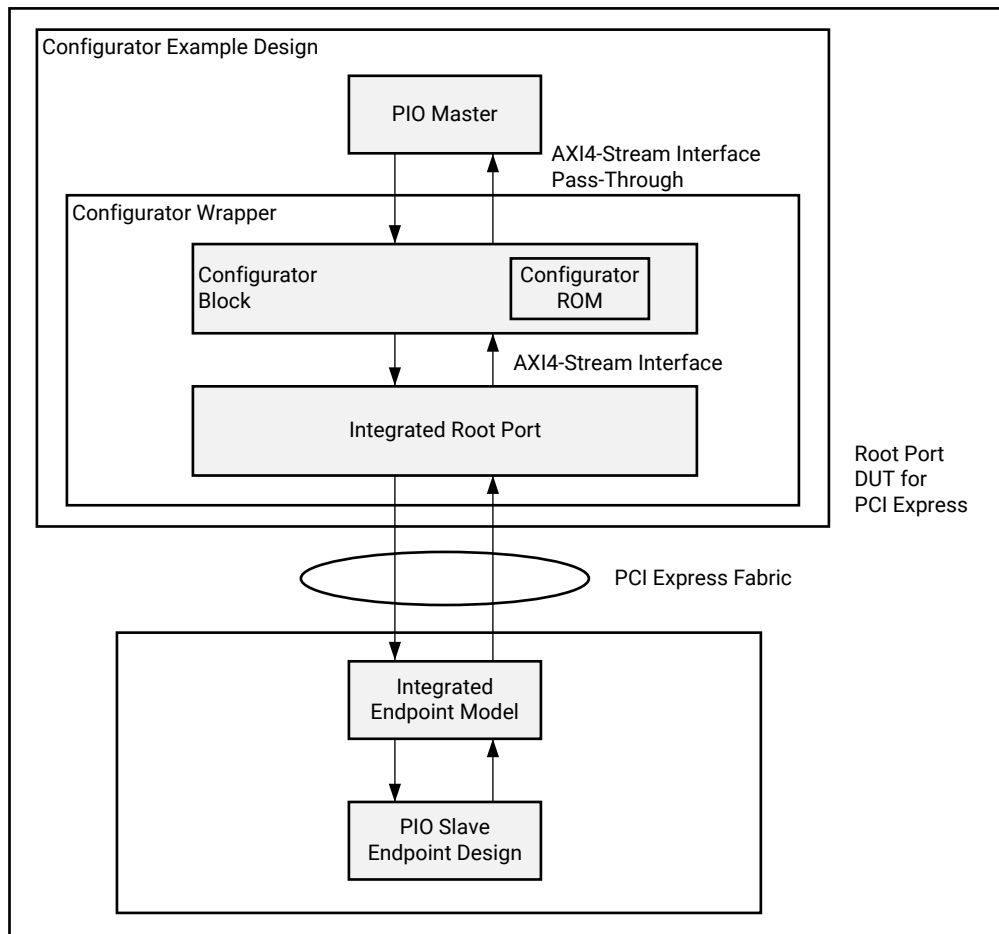 Configurator Example Design
PIO Master
AXI4-Stream Interface
Pass-Through
Configurator Wrapper
Configurator
Block
Configurator
ROM
AXI4-Stream Interface
Integrated Root Port
Root Port
DUT for
PCI Express
PCI Express Fabric
Integrated
Endpoint Model
PIO Slave
Endpoint Design